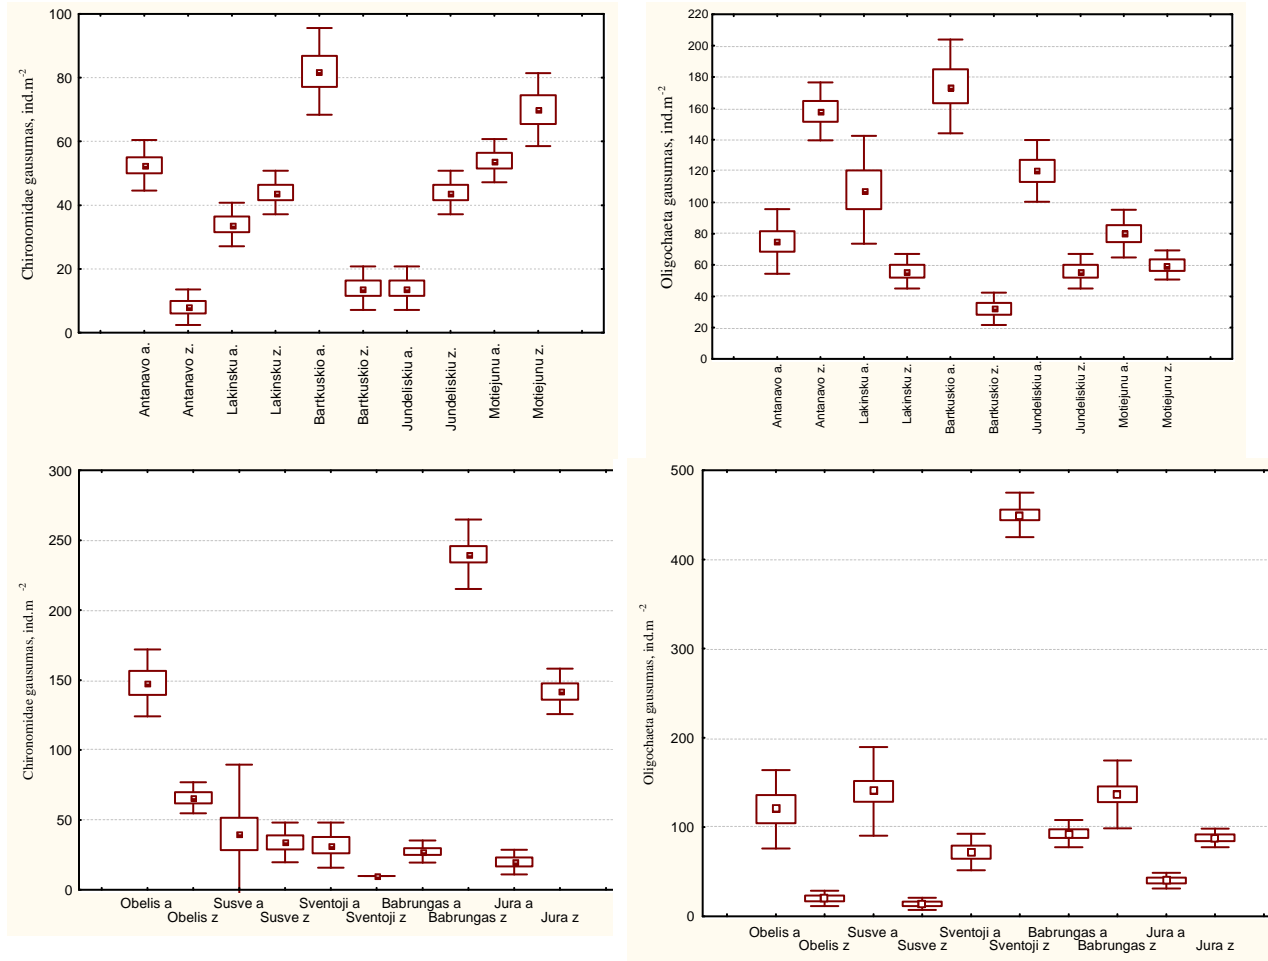 Chironomidae gausumas, ind.m-2
100
80
60
40
20
0
Antanavo a.
Antanavo z.
Lakinsku a.
Lakinsku z.
Bartkuskio a.
Bartkuskio z.
Jundeliskiu a.
Jundeliskiu z.
Motiejunu a.
Motiejunu z.
Oligochaeta gausumas, ind.m-2
220
200
180
160
140
120
100
80
60
40
20
0
Antanavo a.
Antanavo z.
Lakinsku a.
Lakinsku z.
Bartkuskio a.
Bartkuskio z.
Jundeliskiu a.
Jundeliskiu z.
Motiejunu a.
Motiejunu z.
Chironomidae gausumas, ind.m -2
300
250
200
150
100
50
0
Obelis a
Obelis z
Susve a
Susve z
Sventoji a
Sventoji z
Babrungas a
Babrungas z
Jura a
Jura z
Oligochaeta gausumas, ind.m -2
500
400
300
200
100
0
Obelis a
Obelis z
Susve a
Susve z
Sventoji a
Sventoji z
Babrungas a
Babrungas z
Jura a
Jura z